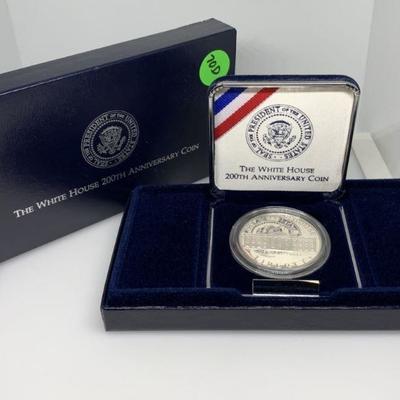 70D
SEAL OF THE PRESIDENT OF THE UNITED STATES
THE WHITE HOUSE
200TH ANNIVERSARY COIN
SEAL OF THE PRESIDENT OF THE UNITED STATES
THE WHITE HOUSE
200TH ANNIVERSARY COIN